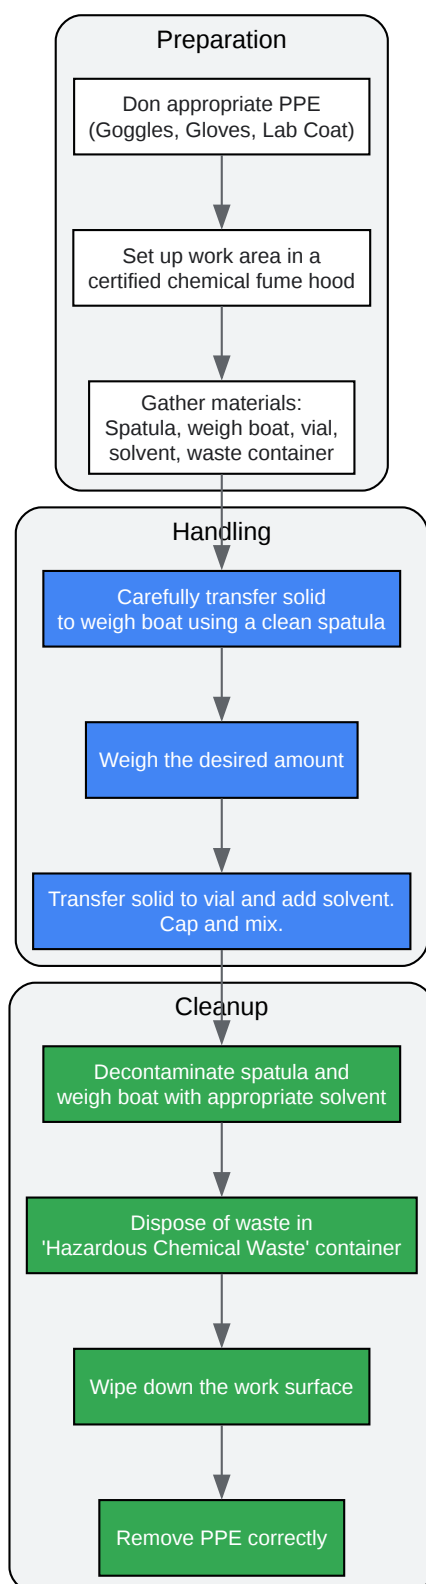 Preparation
Don appropriate PPE
(Goggles, Gloves, Lab Coat)
Set up work area in a
certified chemical fume hood
Gather materials:
Spatula, weigh boat, vial,
solvent, waste container
Handling
Carefully transfer solid
to weigh boat using a clean spatula
Weigh the desired amount
Transfer solid to vial and add solvent.
Cap and mix.
Cleanup
Decontaminate spatula and
weigh boat with appropriate solvent
Dispose of waste in
'Hazardous Chemical Waste' container
Wipe down the work surface
Remove PPE correctly